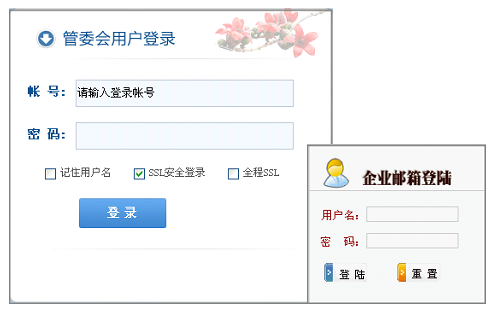 管委会用户登录
帐 号： 请输入登录帐号
密 码：
记住用户名 SSL安全登录 全程SSL
登 录
企业邮箱登陆
用户名：
密 码：
登 陆 重 置